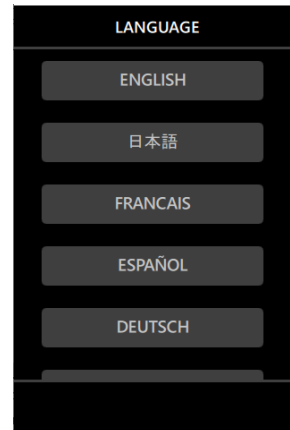 LANGUAGE
ENGLISH
日本語
FRANCAIS
ESPAÑOL
DEUTSCH